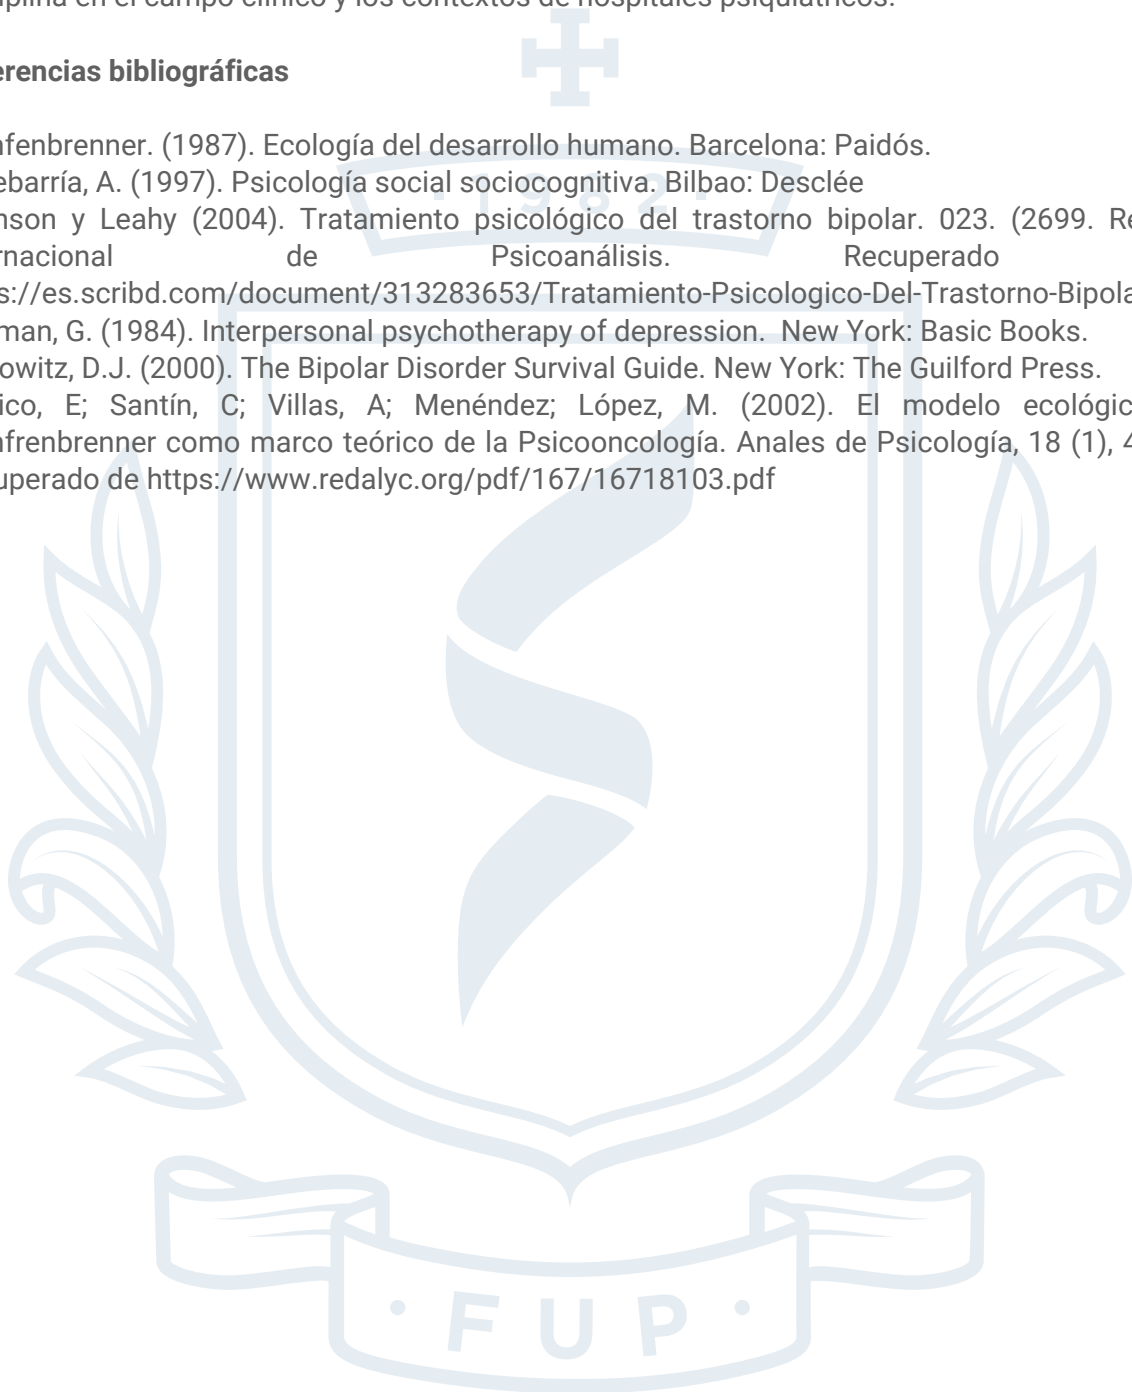 plina en el campo clínico y los contextos de hospitales psiquiátricos.
erencias bibliográficas
nfenbrenner. (1987). Ecología del desarrollo humano. Barcelona: Paidós.
ebarría, A. (1997). Psicología social sociocognitiva. Bilbao: Desclée
1982
nson y Leahy (2004). Tratamiento psicológico del trastorno bipolar. 023. (2699. Re
rnacional de Psicoanálisis. Recuperado
s://es.scribd.com/document/313283653/Tratamiento-Psicologico-Del-Trastorno-Bipola
man, G. (1984). Interpersonal psychotherapy of depression. New York: Basic Books.
owitz, D.J. (2000). The Bipolar Disorder Survival Guide. New York: The Guilford Press.
ico, E; Santín, C; Villas, A; Menéndez; López, M. (2002). El modelo ecológic
nfrenbrenner como marco teórico de la Psicooncología. Anales de Psicología, 18 (1), 4
uperado de https://www.redalyc.org/pdf/167/16718103.pdf
· FUP ·